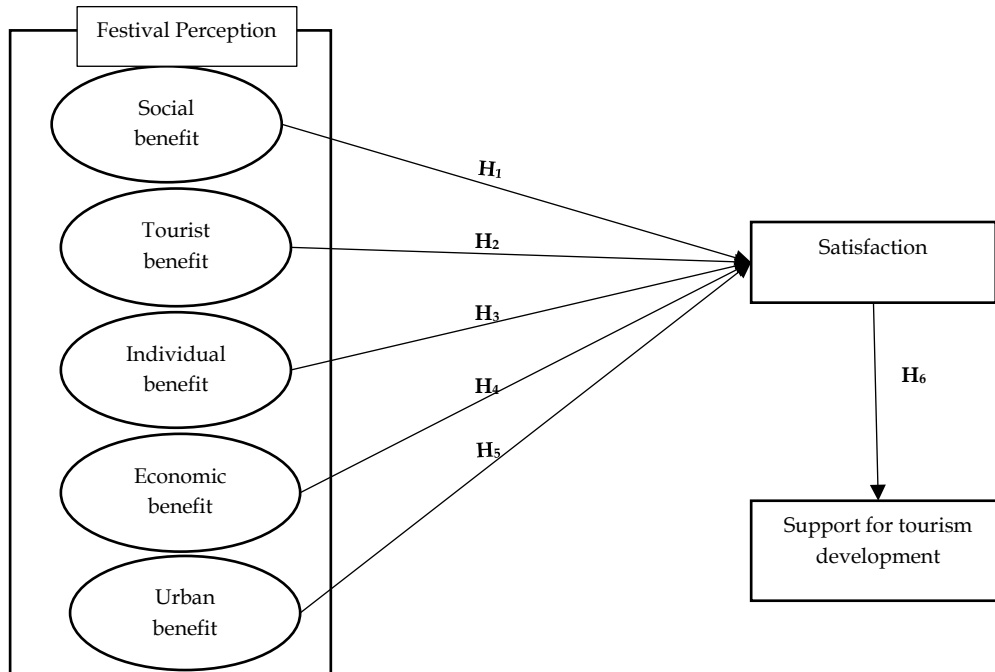 Festival Perception
Social
benefit
H₁
Tourist
benefit
H₂
Satisfaction
Individual
benefit
H₃
H₄
H₆
Economic
benefit
H₅
Support for tourism
development
Urban
benefit